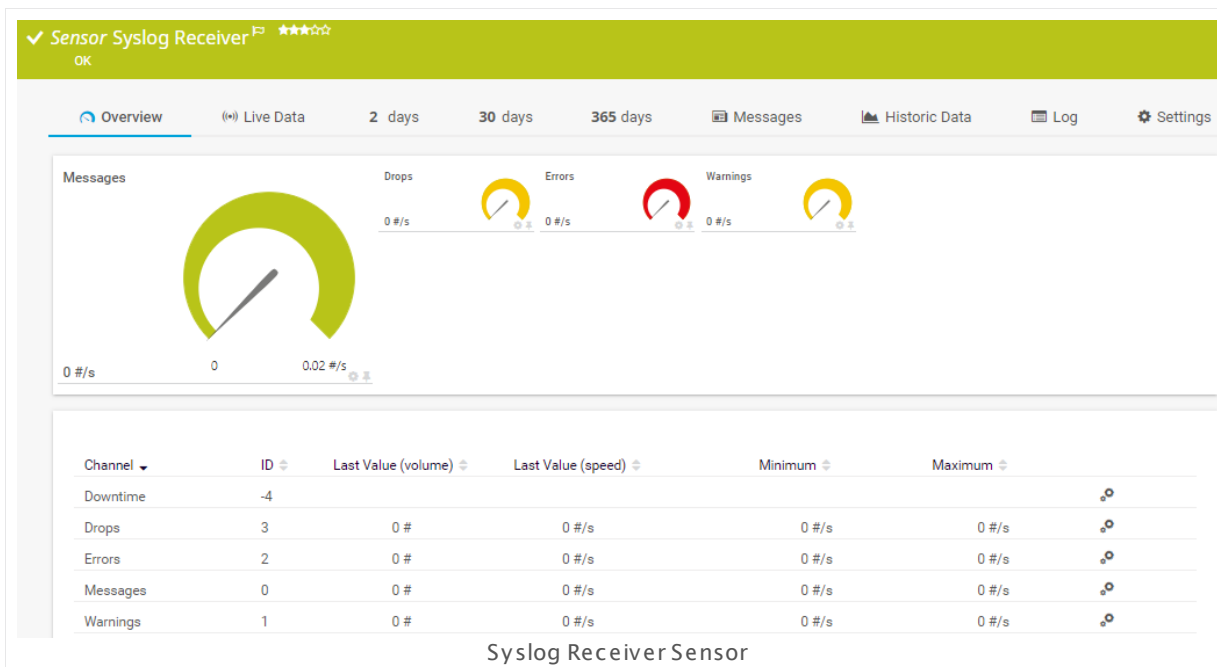 Sensor Syslog Receiver
OK
Overview Live Data 2 days 30 days 365 days Messages Historic Data Log Settings
Messages Drops Errors Warnings
0 #/s 0 #/s 0 #/s
0 0.02 #/s
0 #/s
Channel ID Last Value (volume) Last Value (speed) Minimum Maximum
Downtime -4
Drops 3 0 # 0 #/s 0 #/s 0 #/s
Errors 2 0 # 0 #/s 0 #/s 0 #/s
Messages 0 0 # 0 #/s 0 #/s 0 #/s
Warnings 1 0 # 0 #/s 0 #/s 0 #/s
Syslog Receiver Sensor